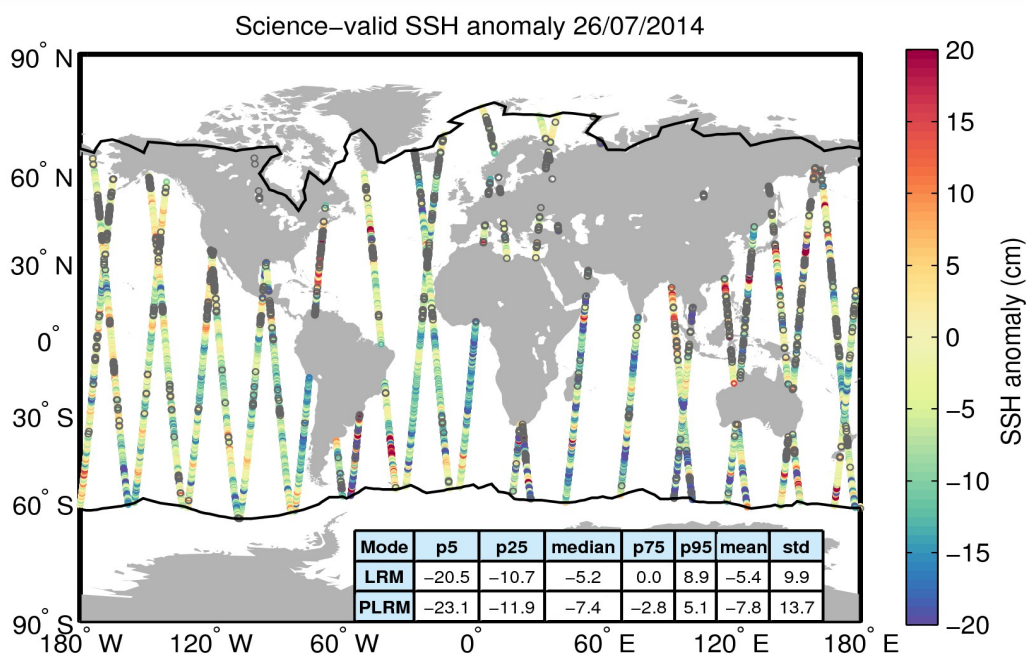 Science−valid SSH anomaly 26/07/2014
90° N
60° N
30° N
0°
30° S
60° S
90° S
180° W
120° W
60° W
0°
60° E
120° E
180° E
Mode p5 p25 median p75 p95 mean std
LRM −20.5 −10.7 −5.2 0.0 8.9 −5.4 9.9
PLRM −23.1 −11.9 −7.4 −2.8 5.1 −7.8 13.7
20
15
10
5
0
−5
−10
−15
−20
SSH anomaly (cm)